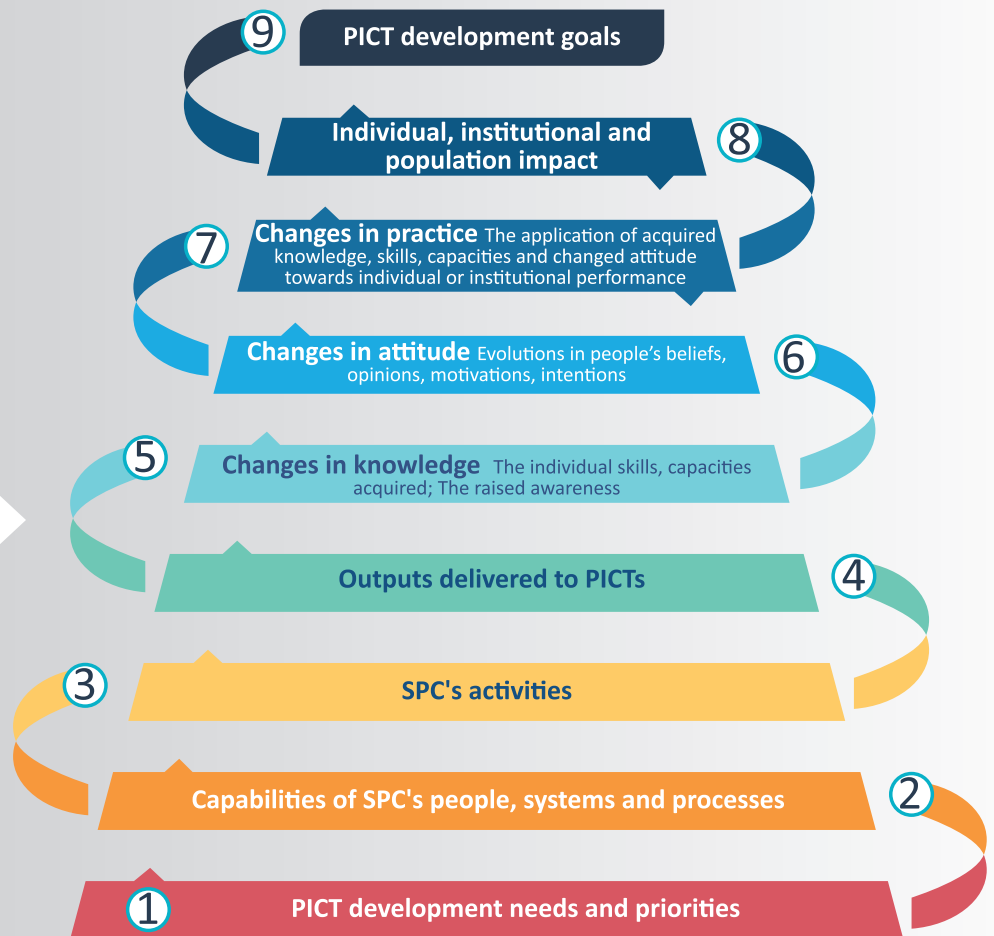 9
PICT development goals
Individual, institutional and
population impact
8
7
Changes in practice The application of acquired
knowledge, skills, capacities and changed attitude
towards individual or institutional performance
Changes in attitude Evolutions in people’s beliefs,
opinions, motivations, intentions
6
5
Changes in knowledge The individual skills, capacities
acquired; The raised awareness
Outputs delivered to PICTs
4
3
SPC's activities
Capabilities of SPC's people, systems and processes
2
1
PICT development needs and priorities